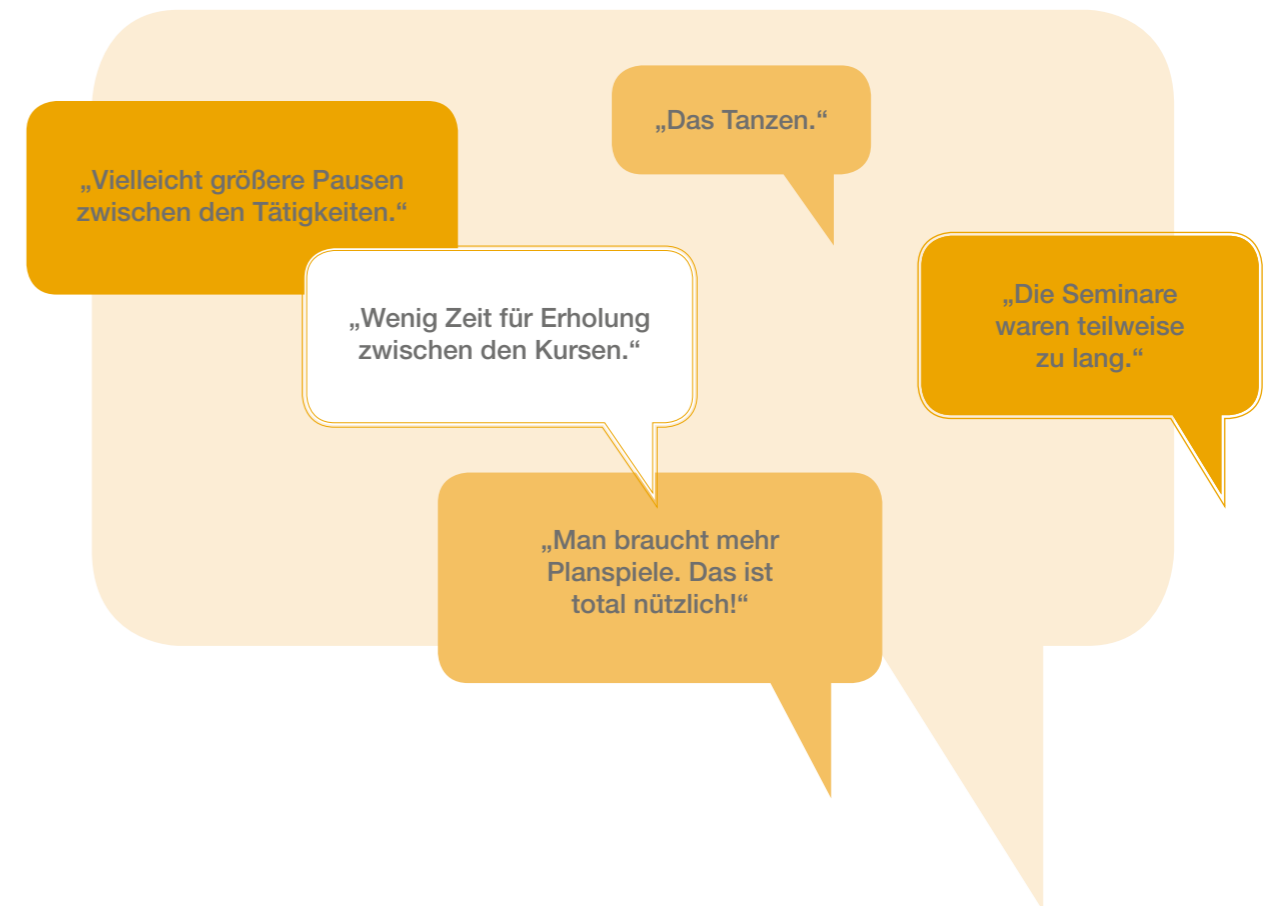 „Das Tanzen.“
„Vielleicht größere Pausen
zwischen den Tätigkeiten.“
„Die Seminare
waren teilweise
zu lang.“
„Wenig Zeit für Erholung
zwischen den Kursen.“
„Man braucht mehr
Planspiele. Das ist
total nützlich!“